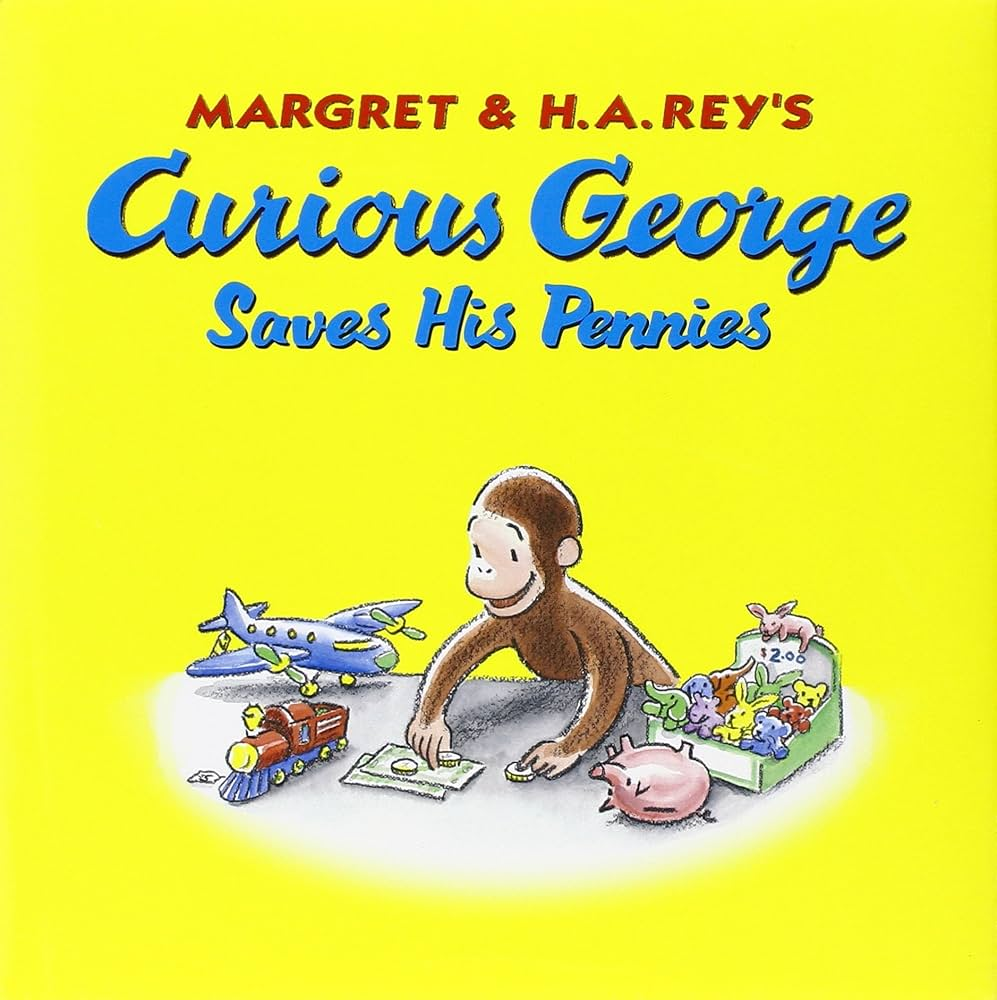 MARGRET & H.A.REY'S
Curious George
Saves His Pennies
$2.00